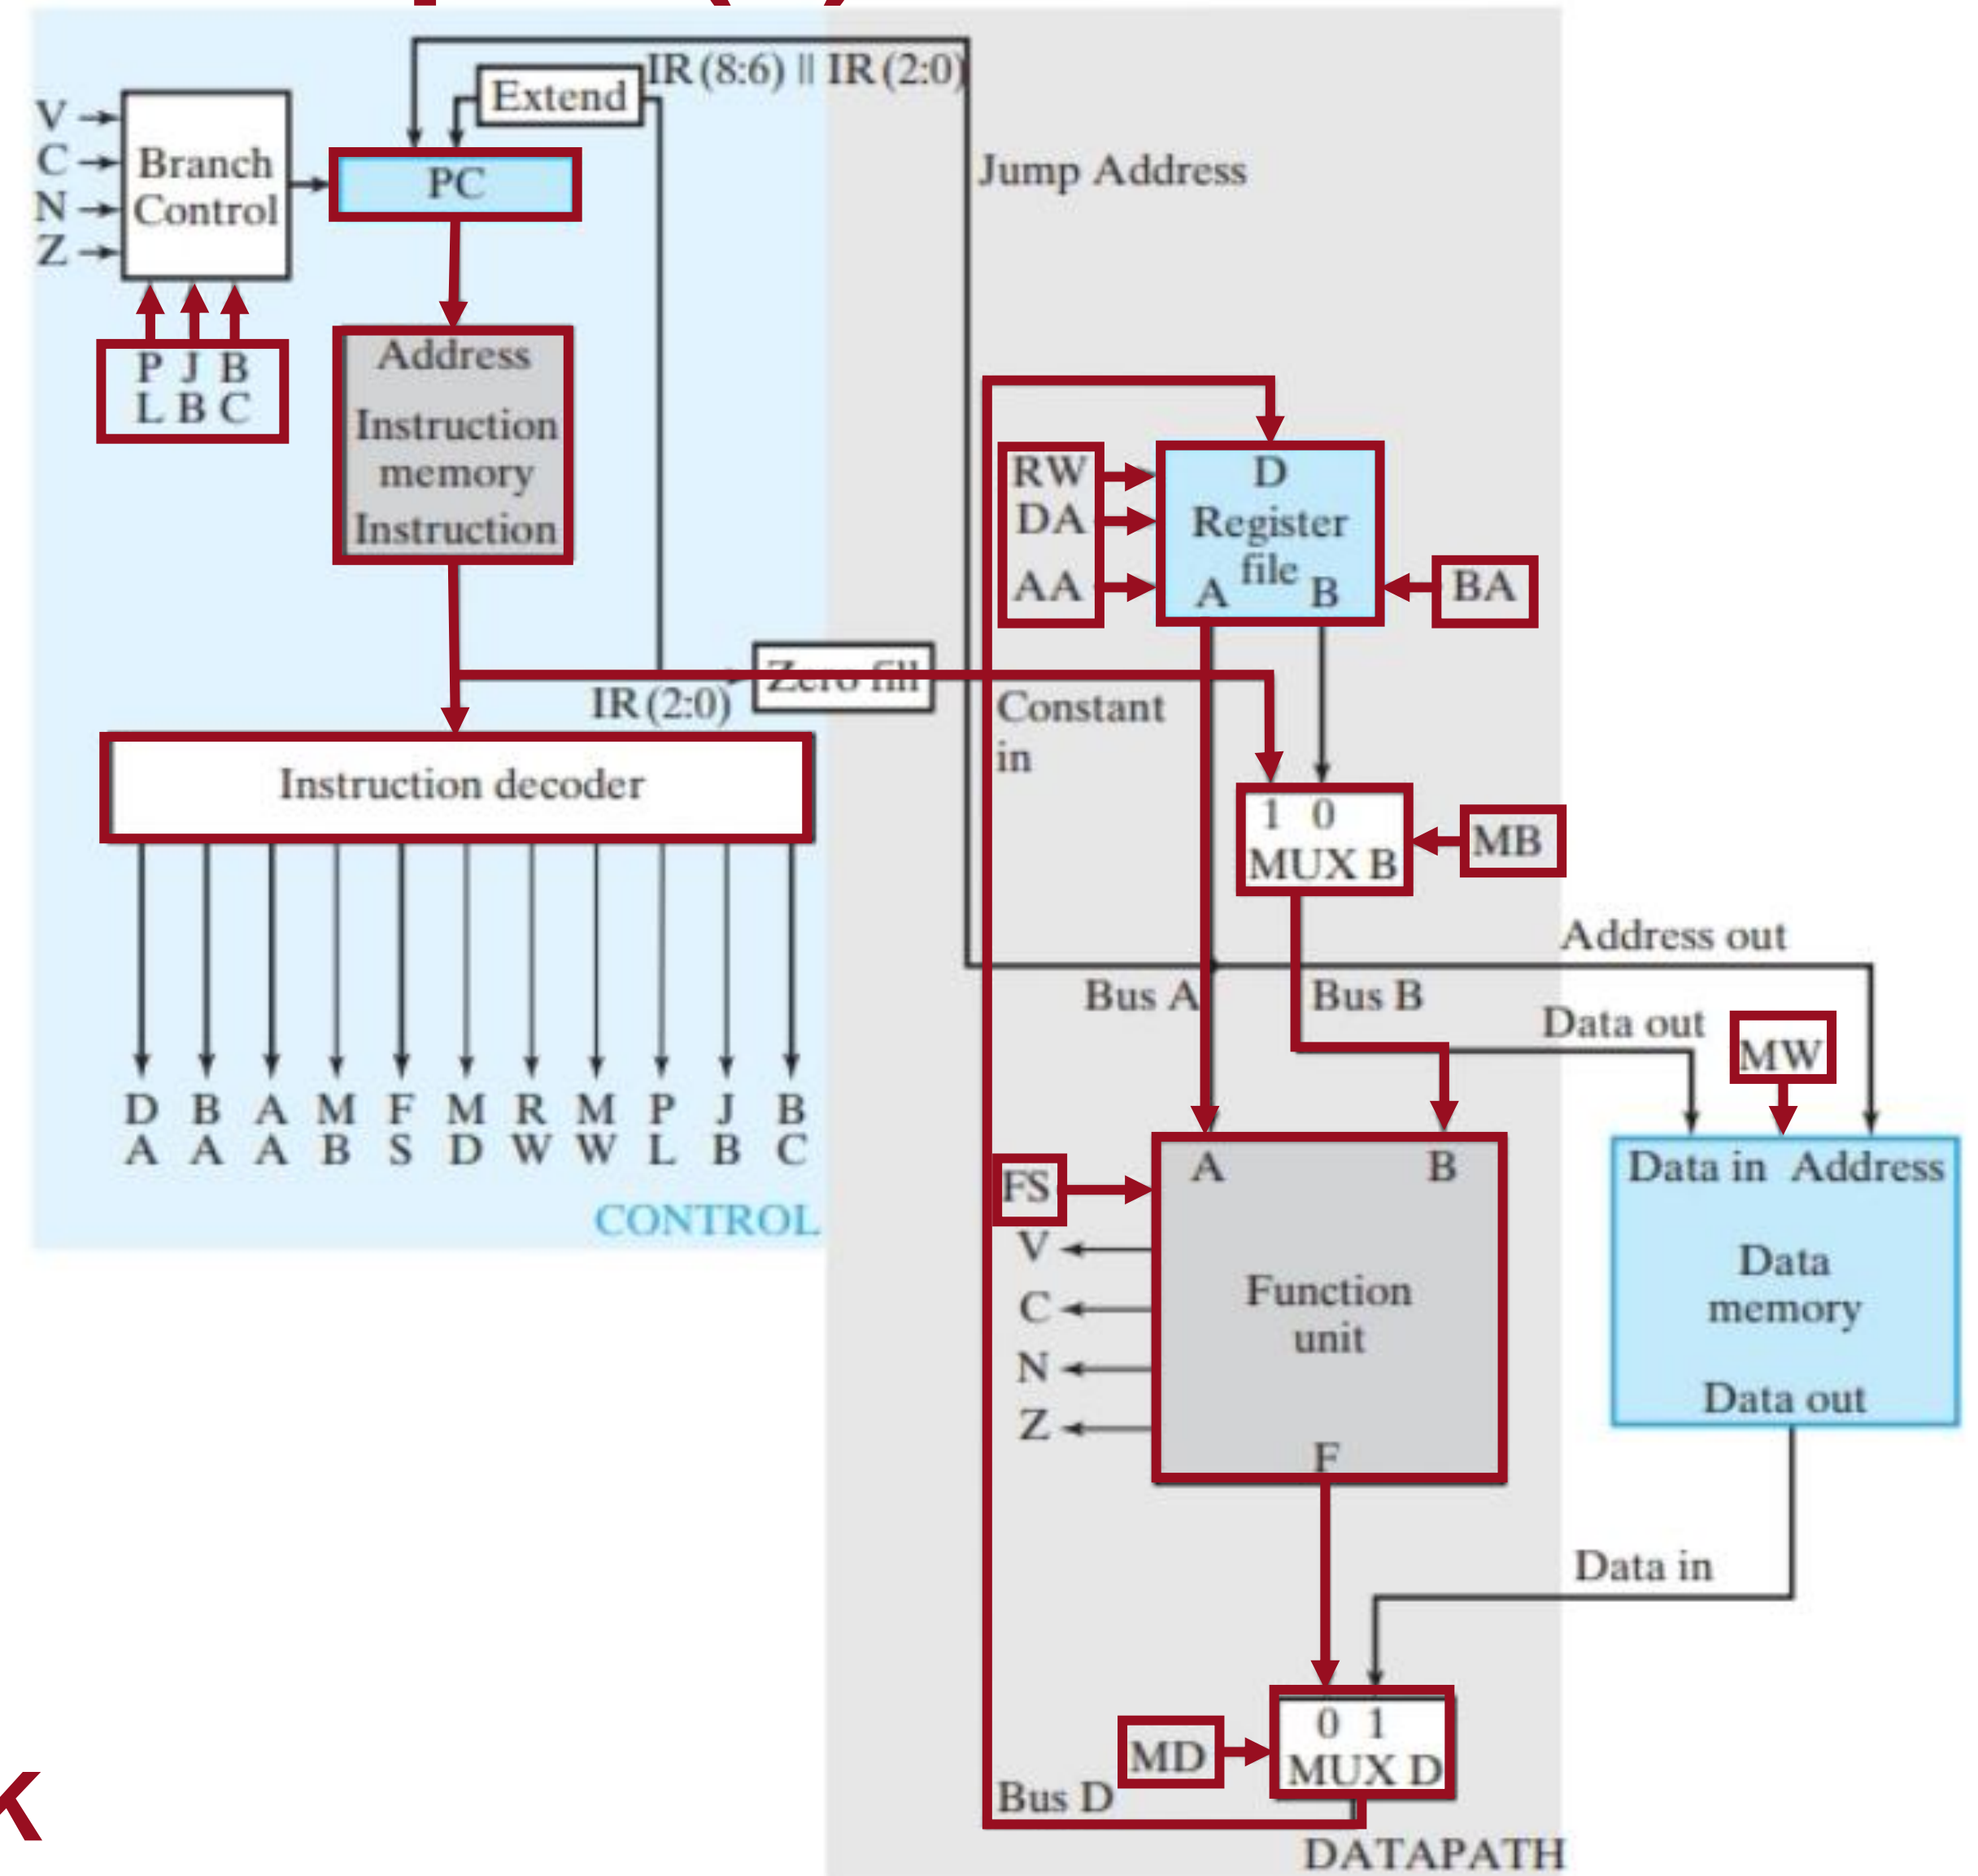 IR (8:6) || IR (2:0)
Extend
V
C
N
Z
Branch
Control
PC
Jump Address
P J B
L B C
Address
Instruction
memory
Instruction
RW
DA
AA
D
Register
file
A B
BA
IR (2:0)
Zero fill
Constant
in
Instruction decoder
1 0
MUX B
MB
Address out
Bus A
Bus B
Data out
MW
D B A M F M R M P J B
A A A B S D W W L B C
CONTROL
FS
V
C
N
Z
A B
Function
unit
F
Data in Address
Data
memory
Data out
Data in
0 1
MUX D
MD
Bus D
DATAPATH